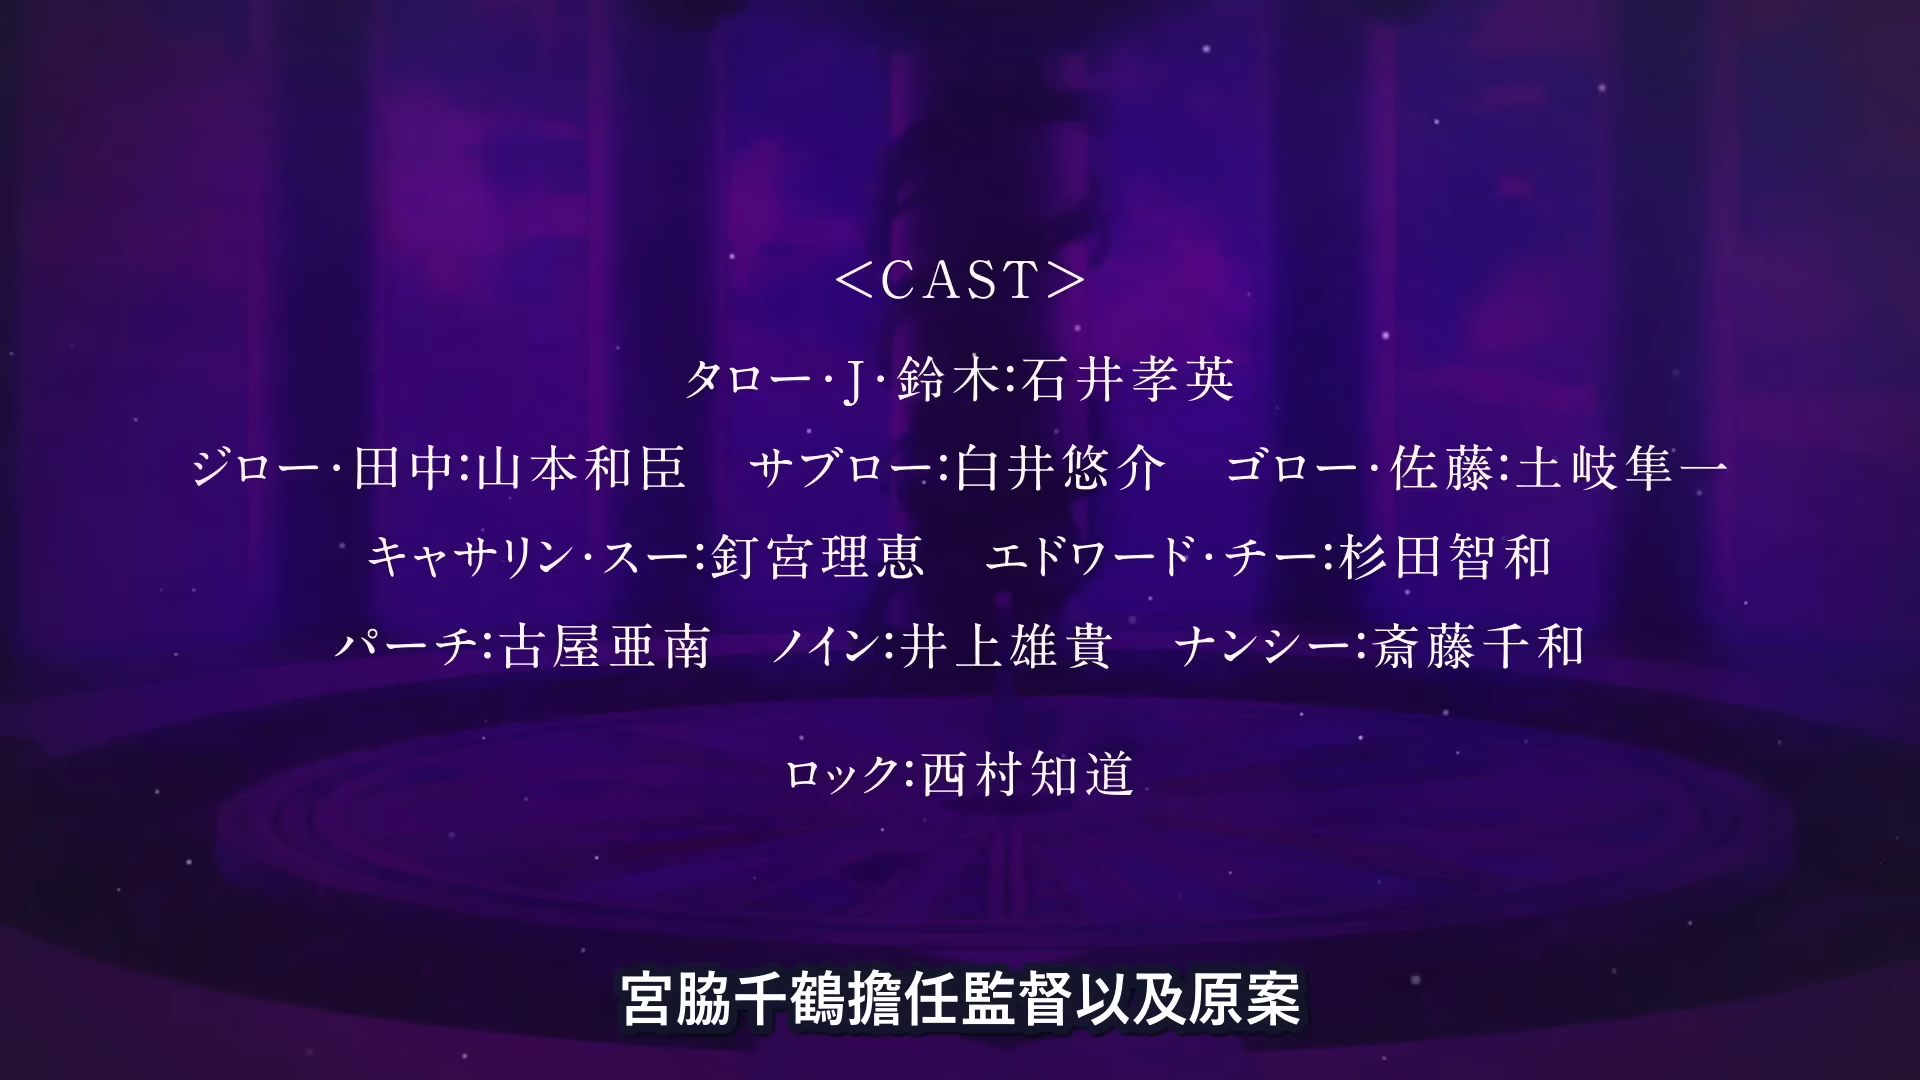 ＜CAST＞
タロー・J・鈴木：石井孝英
ジロー・田中：山本和臣　サブロー：白井悠介　ゴロー・佐藤：土岐隼一
キャサリン・スー：釘宮理恵　エドワード・チー：杉田智和
パーチ：古屋亜南　ノイン：井上雄貴　ナンシー：斎藤千和
ロック：西村知道
宮脇千鶴擔任監督以及原案